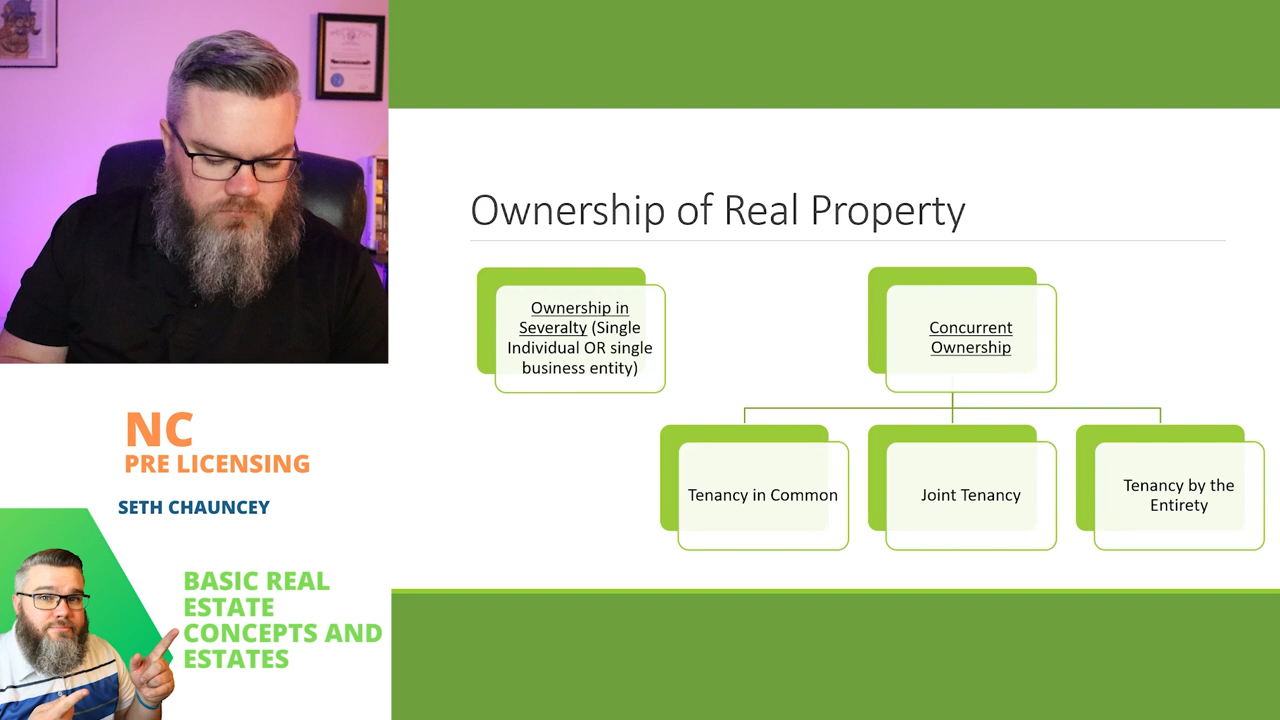 NC
PRE LICENSING
SETH CHAUNCEY
BASIC REAL
ESTATE
CONCEPTS AND
ESTATES
Ownership of Real Property
Ownership in
Severalty (Single
Individual OR single
business entity)
Concurrent
Ownership
Tenancy in Common
Joint Tenancy
Tenancy by the
Entirety